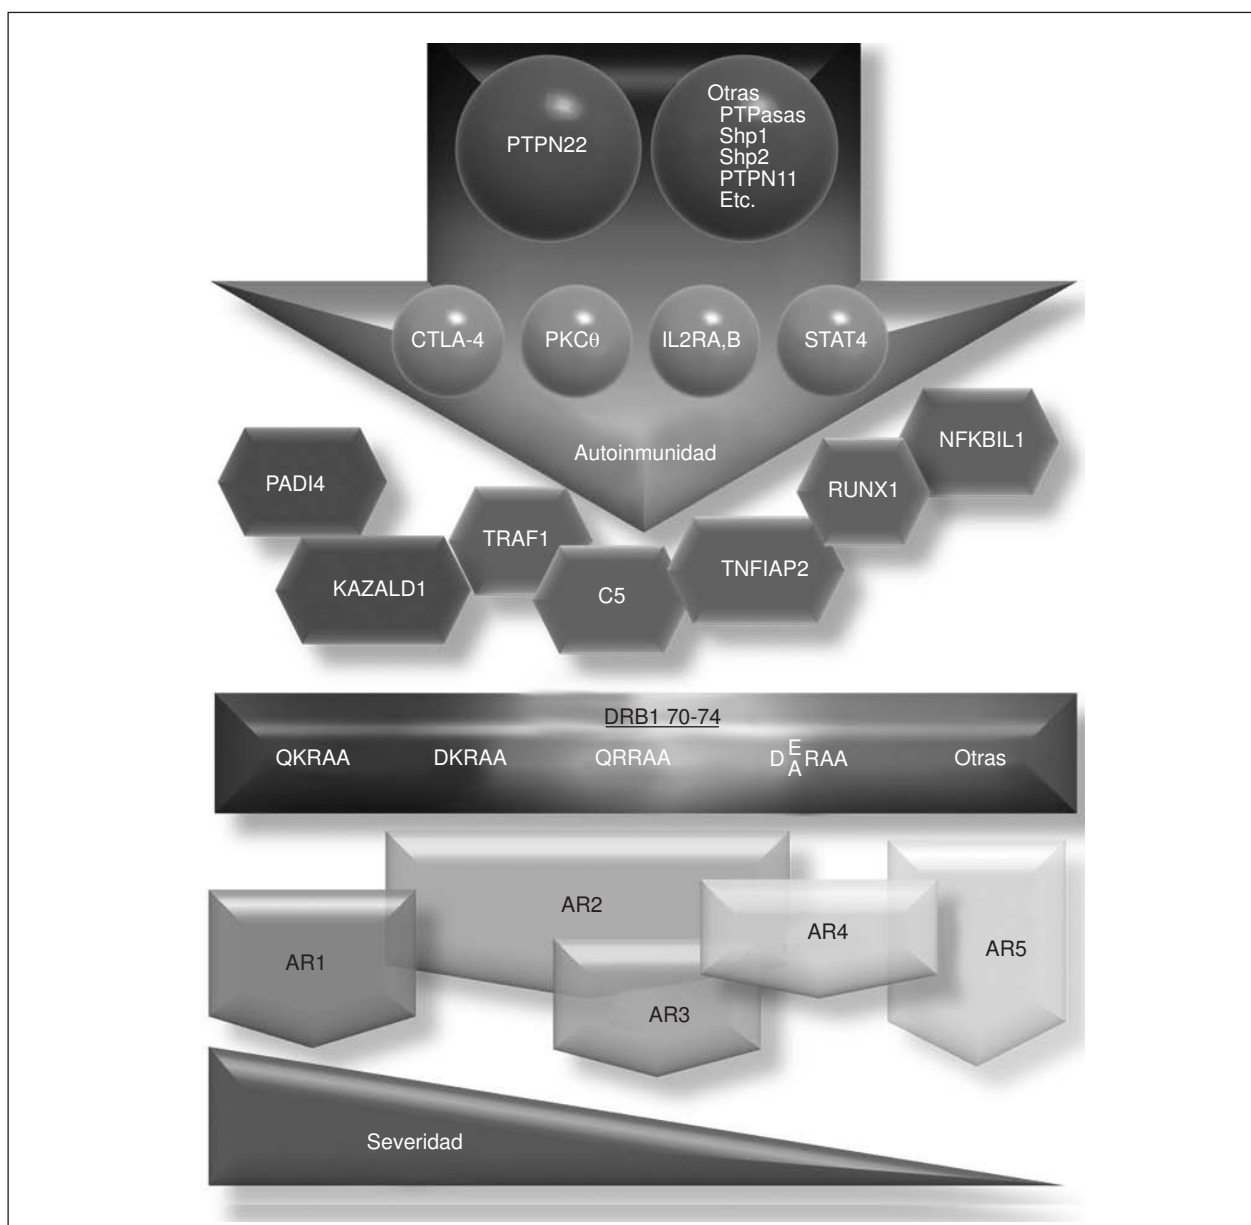 PTPN22
Otras
PTPasas
Shp1
Shp2
PTPN11
Etc.
CTLA-4
PKCθ
IL2RA,B
STAT4
Autoinmunidad
NFKBIL1
PADI4
RUNX1
TRAF1
TNFIAP2
KAZALD1
C5
DRB1 70-74
QKRAA
DKRAA
QRRAA
D E/A RAA
Otras
AR1
AR2
AR3
AR4
AR5
Severidad